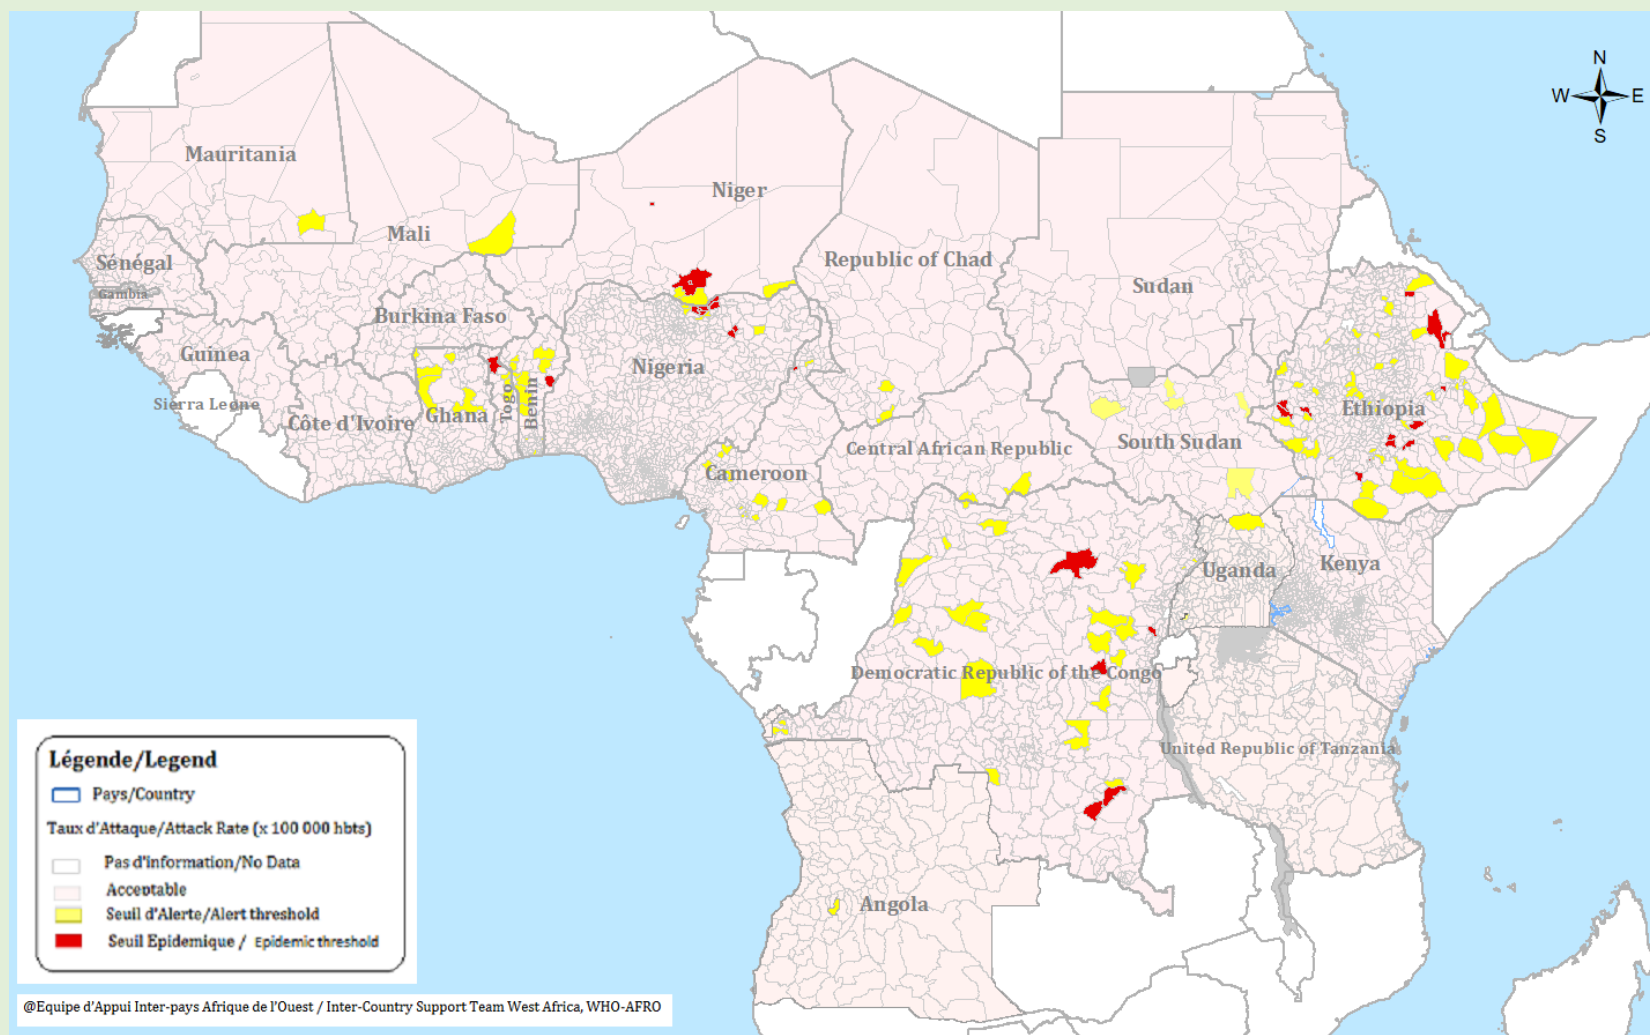 N
W E
S
Mauritania
Niger
Mali
Sénégal
Republic of Chad
Gambia
Sudan
Burkina Faso
Guinea
Nigeria
Sierra Leone
Togo
Benin
Ghana
Côte d'Ivoire
Ethiopia
South Sudan
Central African Republic
Cameroon
Uganda
Kenya
Democratic Republic of the Congo
United Republic of Tanzania
Angola
Légende/Legend
Pays/Country
Taux d'Attaque/Attack Rate (x 100 000 hbts)
Pas d'information/No Data
Acceptable
Seuil d'Alerte/Alert threshold
Seuil Epidemique / Epidemic threshold
@Equipe d'Appui Inter-pays Afrique de l'Ouest / Inter-Country Support Team West Africa, WHO-AFRO